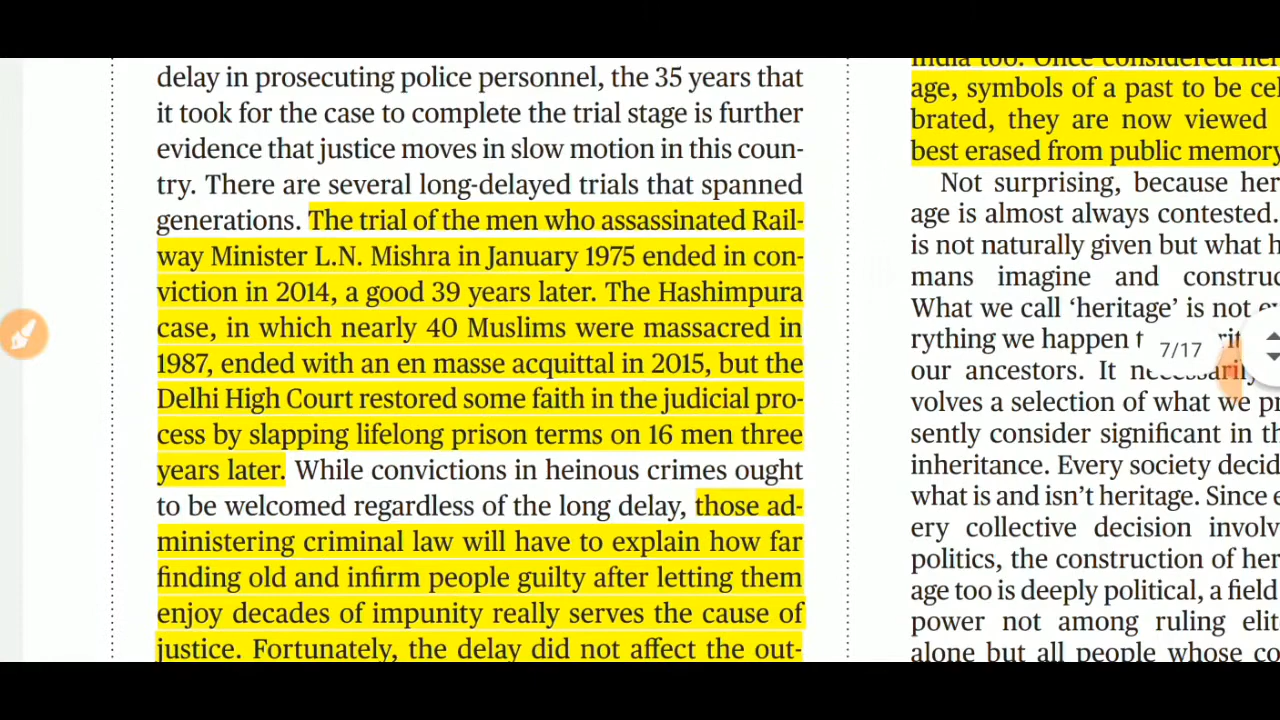 delay in prosecuting police personnel, the 35 years that
it took for the case to complete the trial stage is further
evidence that justice moves in slow motion in this coun-
try. There are several long-delayed trials that spanned
generations. The trial of the men who assassinated Rail-
way Minister L.N. Mishra in January 1975 ended in con-
viction in 2014, a good 39 years later. The Hashimpura
case, in which nearly 40 Muslims were massacred in
1987, ended with an en masse acquittal in 2015, but the
Delhi High Court restored some faith in the judicial pro-
cess by slapping lifelong prison terms on 16 men three
years later. While convictions in heinous crimes ought
to be welcomed regardless of the long delay, those ad-
ministering criminal law will have to explain how far
finding old and infirm people guilty after letting them
enjoy decades of impunity really serves the cause of
justice. Fortunately, the delay did not affect the out-
India too. Once considered
age, symbols of a past to be
brated, they are now viewed
best erased from public memory
Not surprising, because
age is almost always contested.
is not naturally given but what
mans imagine and
What we call ‘heritage’ is not
rything we happen
our ancestors. It
volves a selection of what we
sently consider significant in
inheritance. Every society
what is and isn’t heritage. Since
ery collective decision
politics, the construction of
age too is deeply political, a field
power not among ruling
alone but all people whose
7/17